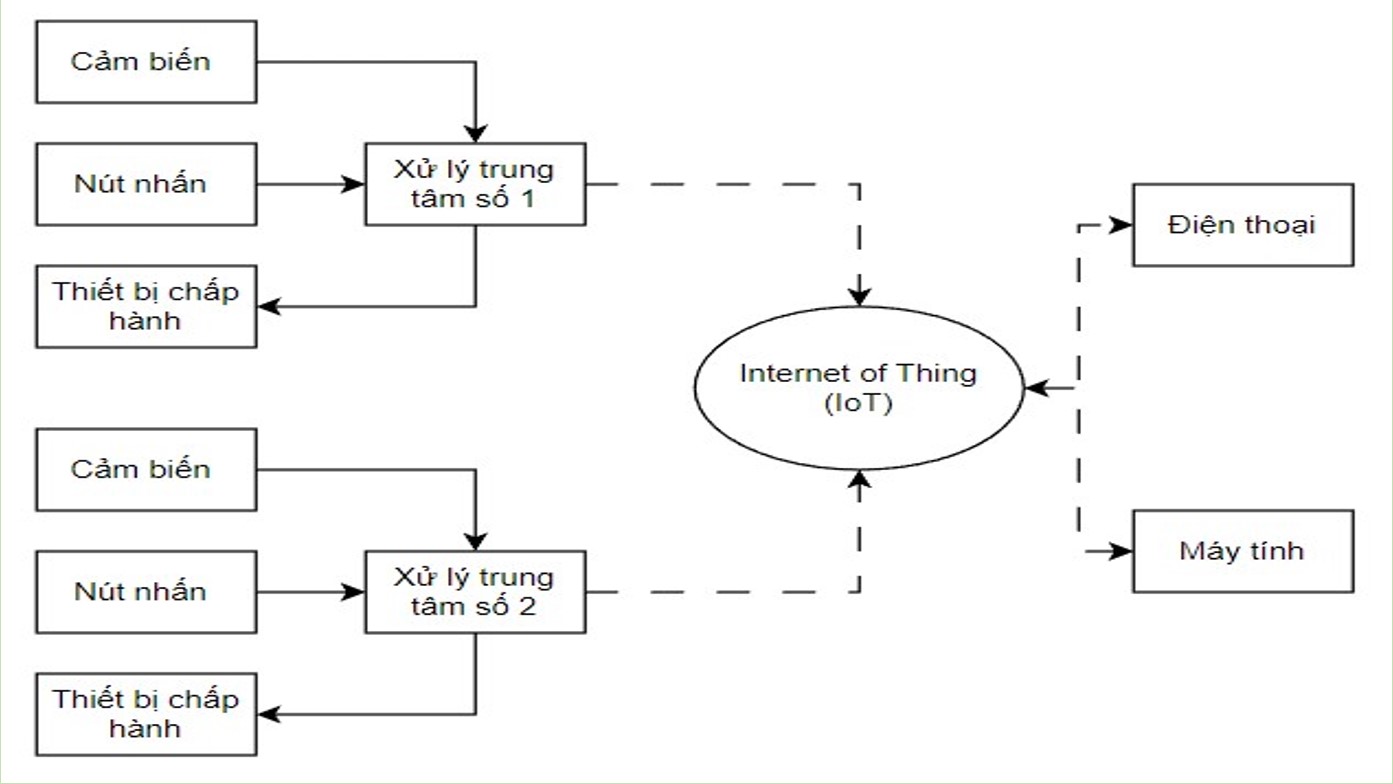 Cảm biến
Nút nhấn
Thiết bị chấp
hành
Xử lý trung
tâm số 1
Cảm biến
Nút nhấn
Thiết bị chấp
hành
Xử lý trung
tâm số 2
Internet of Thing
(IoT)
Điện thoại
Máy tính